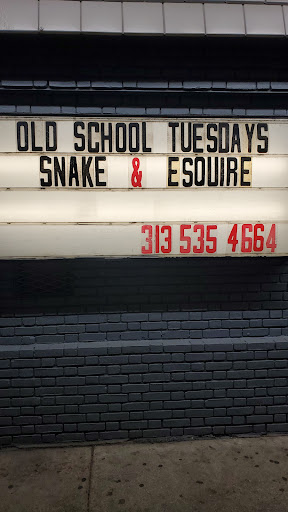 OLD SCHOOL TUESDAYS
SNAKE & ESQUIRE
313 535 4664